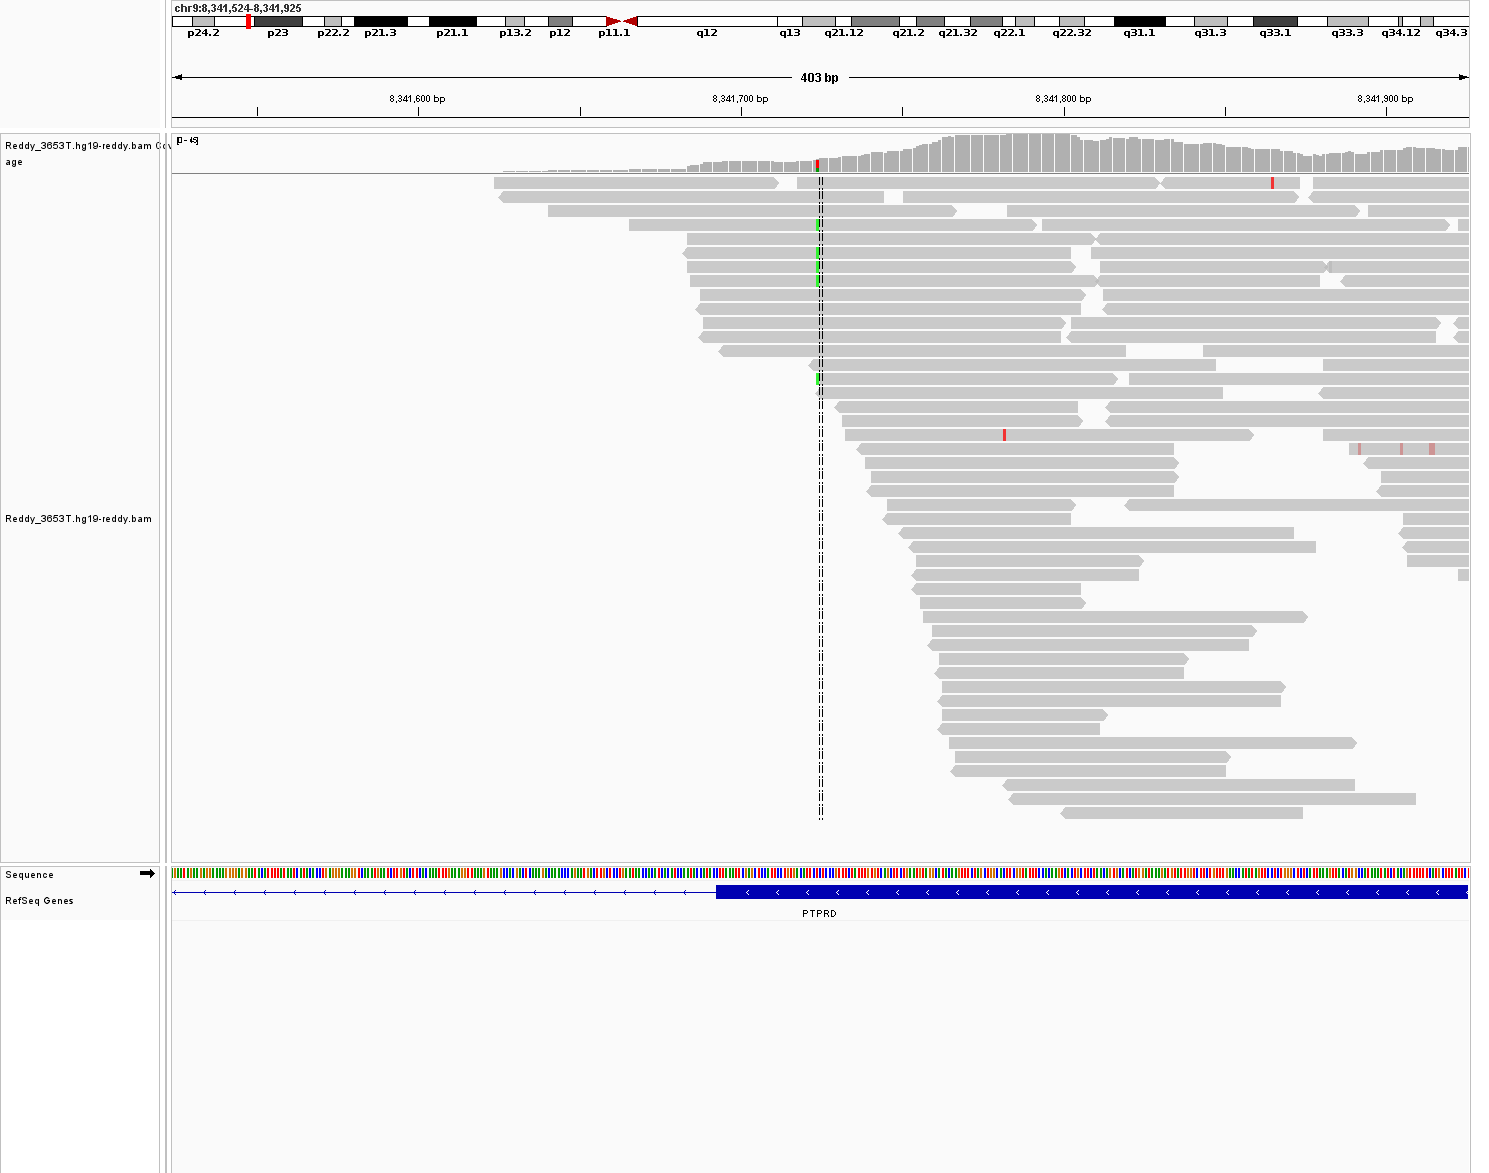 chr9:8,341,524-8,341,925
p24.2 p23 p22.2 p21.3 p21.1 p13.2 p12 p11.1 q12 q13 q21.12 q21.2 q21.32 q22.1 q22.32 q31.1 q31.3 q33.1 q33.3 q34.12 q34.3
403 bp
8,341,600 bp 8,341,700 bp 8,341,800 bp 8,341,900 bp
Reddy_3653T.hg19-reddy.bam Cov
age
[0 - 45]
Reddy_3653T.hg19-reddy.bam
Sequence
RefSeq Genes
PTPRD